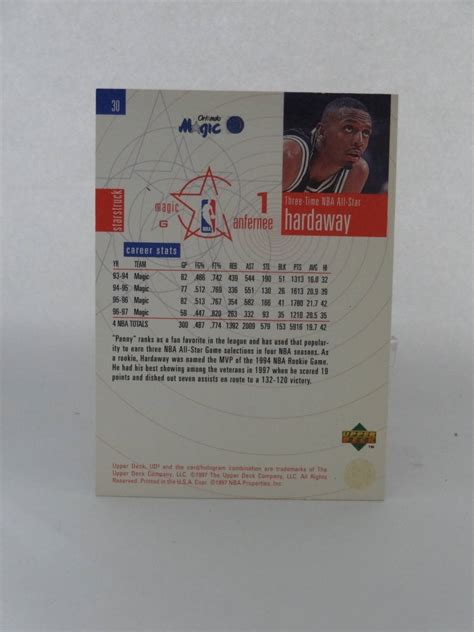 30
Orlando
Magic
starstruck
magic
G
NBA
1
anfernee
Three-Time NBA All-Star
hardaway
career stats
YR TEAM GP FG% FT% REB AST STL BLK PTS AVG HI
93-94 Magic 82 .466 .742 439 544 190 51 1313 16.0 32
94-95 Magic 77 .512 .769 336 551 130 26 1613 20.9 39
95-96 Magic 82 .513 .767 354 582 166 41 1780 21.7 42
96-97 Magic 59 .447 .820 263 332 93 35 1210 20.5 35
4 NBA TOTALS 300 .487 .774 1392 2009 579 153 5916 19.7 42
"Penny" ranks as a fan favorite in the league and has used that popular-
ity to earn three NBA All-Star Game selections in four NBA seasons. As
a rookie, Hardaway was named the MVP of the 1994 NBA Rookie Game.
He had his best showing among the veterans in 1997 when he scored 19
points and dished out seven assists en route to a 132-120 victory.
UPPER DECK
Upper Deck, UD³ and the card/hologram combination are trademarks of The
Upper Deck Company, LLC. ©1997 The Upper Deck Company, LLC. All Rights
Reserved. Printed in the U.S.A. Copr. ©1997 NBA Properties, Inc.